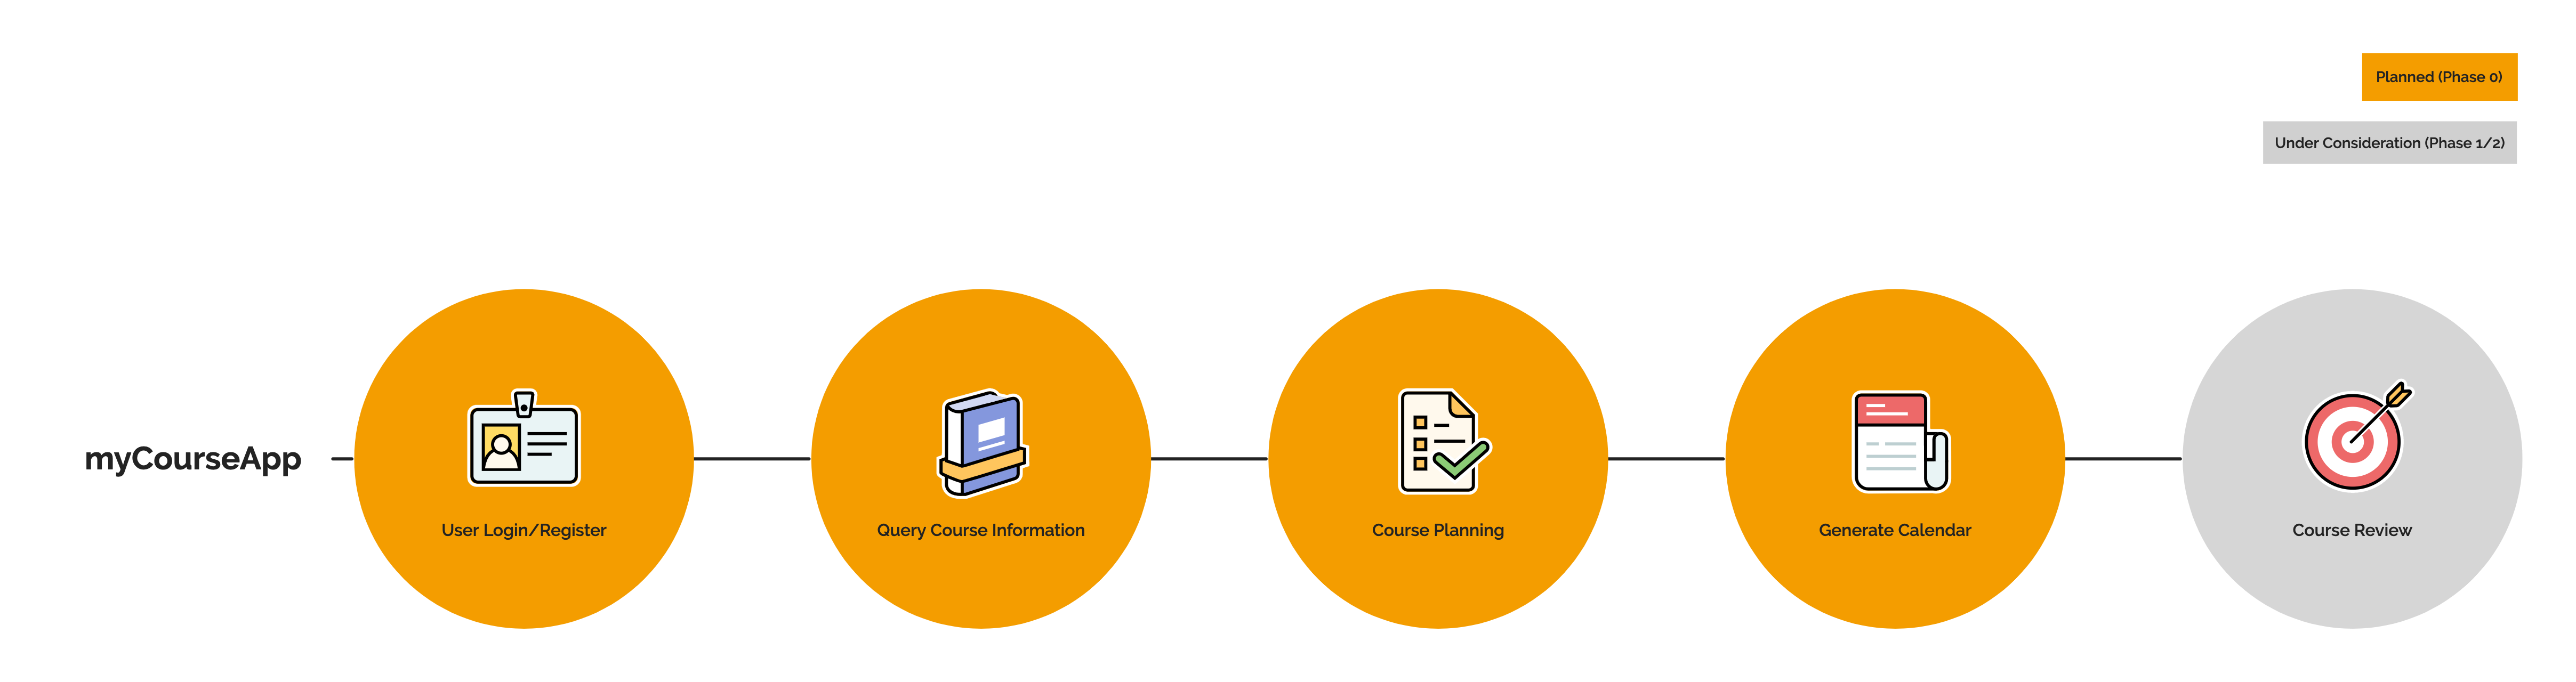 Planned (Phase 0)
Under Consideration (Phase 1/2)
myCourseApp
User Login/Register
Query Course Information
Course Planning
Generate Calendar
Course Review